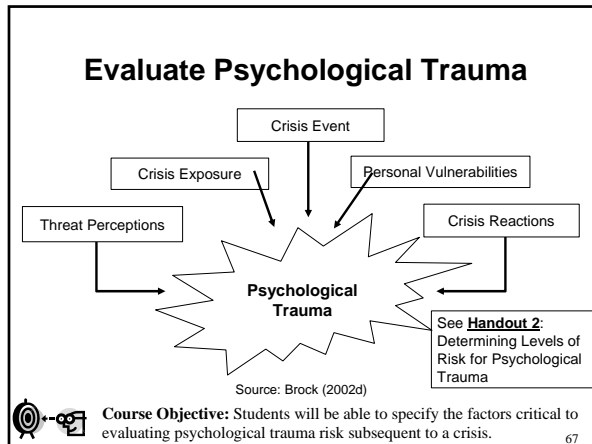 Evaluate Psychological Trauma
Crisis Event
Crisis Exposure
Personal Vulnerabilities
Threat Perceptions
Crisis Reactions
Psychological
Trauma
See Handout 2:
Determining Levels of
Risk for Psychological
Trauma
Source: Brock (2002d)
Course Objective: Students will be able to specify the factors critical to
evaluating psychological trauma risk subsequent to a crisis.
67